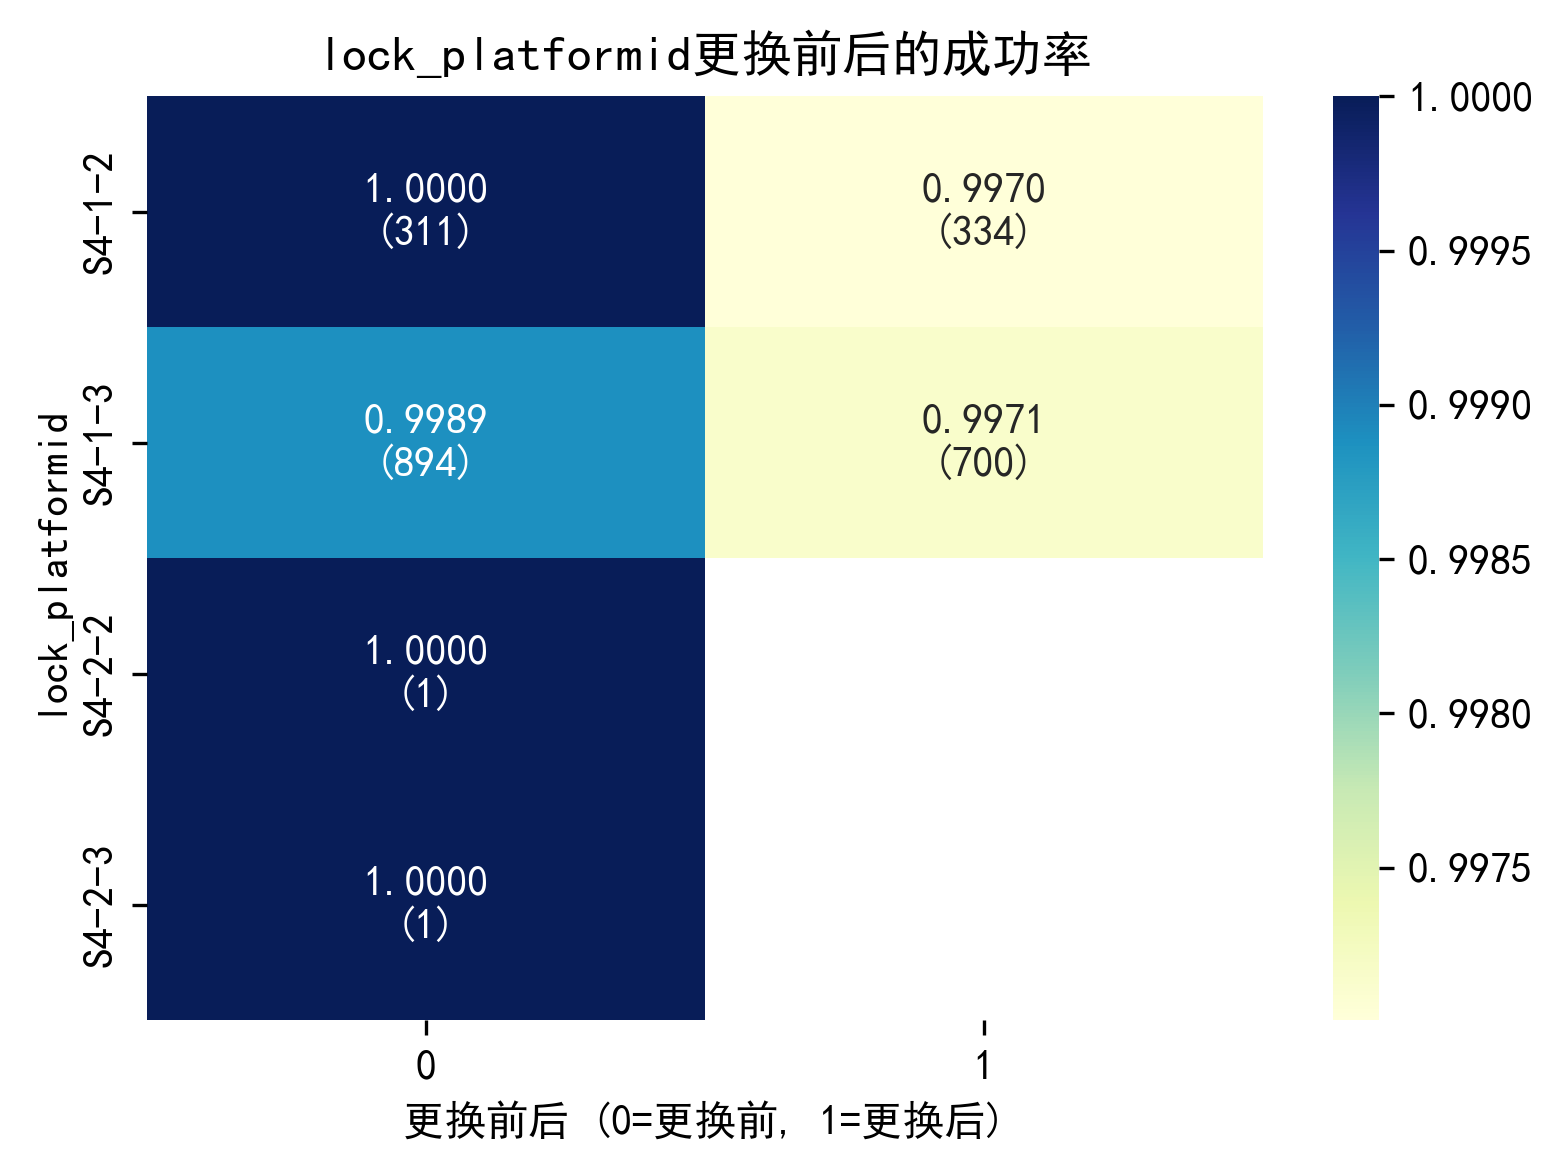 lock_platformid更换前后的成功率
lock_platformid
S4-1-2
S4-1-3
S4-2-2
S4-2-3
1.0000
(311)
0.9970
(334)
0.9989
(894)
0.9971
(700)
1.0000
(1)
1.0000
(1)
0
1
更换前后 (0=更换前, 1=更换后)
1.0000
0.9995
0.9990
0.9985
0.9980
0.9975